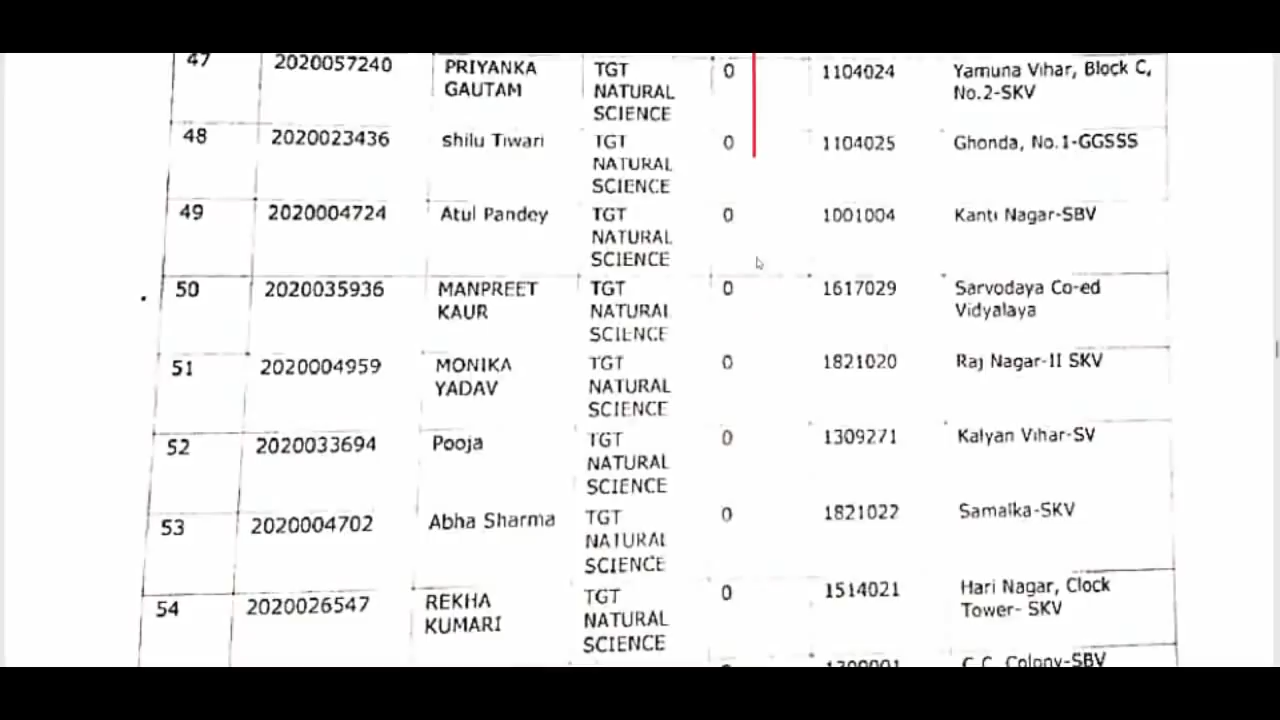 47 2020057240 PRIYANKA GAUTAM TGT NATURAL SCIENCE 0 1104024 Yamuna Vihar, Block C, No.2-SKV
48 2020023436 shilu Tiwari TGT NATURAL SCIENCE 0 1104025 Ghonda, No.1-GGSSS
49 2020004724 Atul Pandey TGT NATURAL SCIENCE 0 1001004 Kanti Nagar-SBV
50 2020035936 MANPREET KAUR TGT NATURAL SCIENCE 0 1617029 Sarvodaya Co-ed Vidyalaya
51 2020004959 MONIKA YADAV TGT NATURAL SCIENCE 0 1821020 Raj Nagar-II SKV
52 2020033694 Pooja TGT NATURAL SCIENCE 0 1309271 Kalyan Vihar-SV
53 2020004702 Abha Sharma TGT NATURAL SCIENCE 0 1821022 Samalka-SKV
54 2020026547 REKHA KUMARI TGT NATURAL SCIENCE 0 1514021 Hari Nagar, Clock Tower- SKV
C.C. Colony-SBV